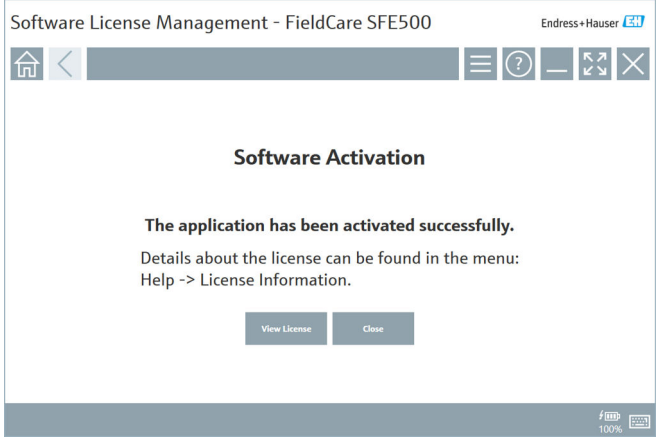 Software License Management - FieldCare SFE500
Endress+Hauser EH
?
Software Activation
The application has been activated successfully.
Details about the license can be found in the menu:
Help -> License Information.
View License
Close
100%